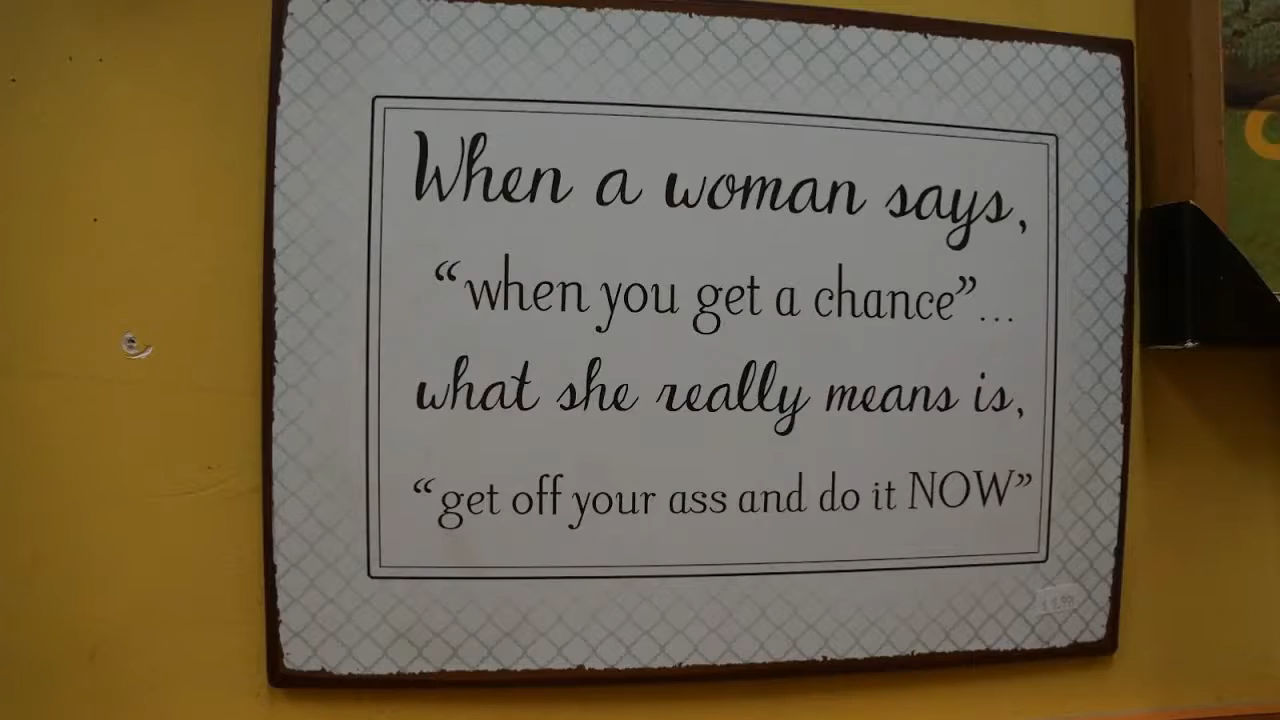 When a woman says,
“when you get a chance”...
what she really means is,
“get off your ass and do it NOW”